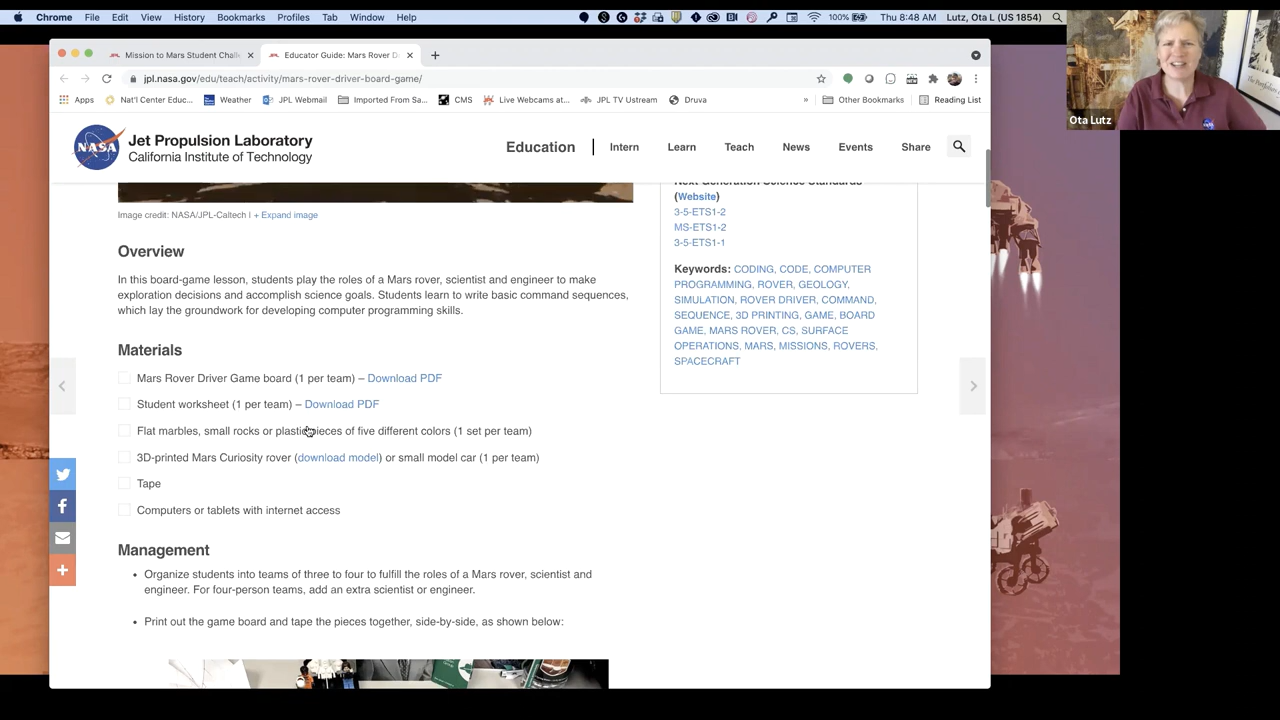 Chrome File Edit View History Bookmarks Profiles Tab Window Help 100% Thu 8:48 AM Lutz, Ota L (US 1854)
Mission to Mars Student Chall
Educator Guide: Mars Rover D
jpl.nasa.gov/edu/teach/activity/mars-rover-driver-board-game/
Apps Nat'l Center Educ... Weather JPL Webmail Imported From Sa... CMS Live Webcams at... JPL TV Ustream Druva » Other Bookmarks Reading List
Ota Lutz
NASA
Jet Propulsion Laboratory
California Institute of Technology
Education Intern Learn Teach News Events Share
Next Generation Science Standards
(Website)
3-5-ETS1-2
MS-ETS1-2
3-5-ETS1-1
Keywords: CODING, CODE, COMPUTER
PROGRAMMING, ROVER, GEOLOGY,
SIMULATION, ROVER DRIVER, COMMAND,
SEQUENCE, 3D PRINTING, GAME, BOARD
GAME, MARS ROVER, CS, SURFACE
OPERATIONS, MARS, MISSIONS, ROVERS,
SPACECRAFT
Image credit: NASA/JPL-Caltech | + Expand image
Overview
In this board-game lesson, students play the roles of a Mars rover, scientist and engineer to make
exploration decisions and accomplish science goals. Students learn to write basic command sequences,
which lay the groundwork for developing computer programming skills.
Materials
Mars Rover Driver Game board (1 per team) – Download PDF
Student worksheet (1 per team) – Download PDF
Flat marbles, small rocks or plastic pieces of five different colors (1 set per team)
3D-printed Mars Curiosity rover (download model) or small model car (1 per team)
Tape
Computers or tablets with internet access
Management
• Organize students into teams of three to four to fulfill the roles of a Mars rover, scientist and
engineer. For four-person teams, add an extra scientist or engineer.
• Print out the game board and tape the pieces together, side-by-side, as shown below: